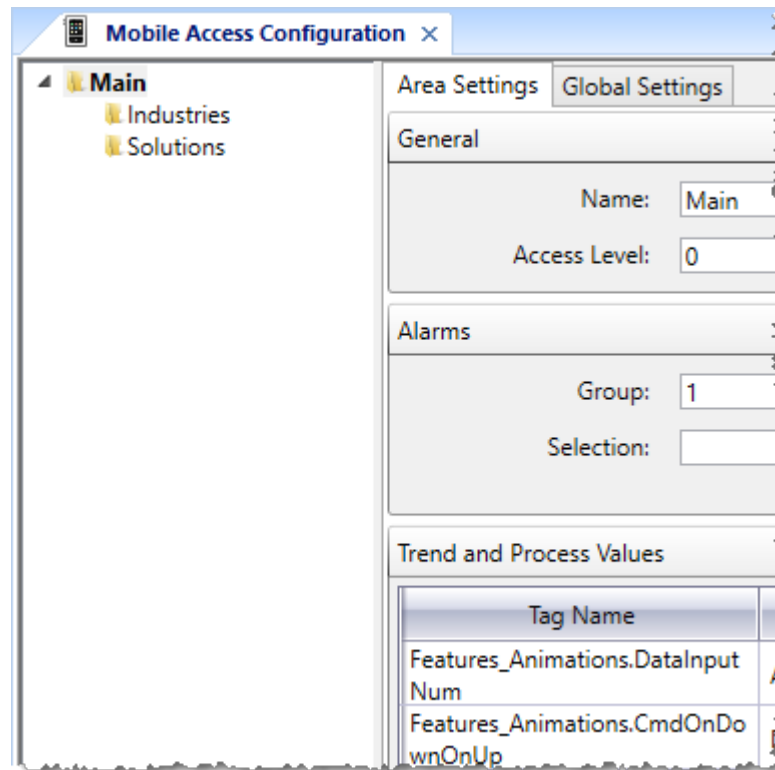 Mobile Access Configuration
Main
Industries
Solutions
Area Settings Global Settings
General
Name: Main
Access Level: 0
Alarms
Group: 1
Selection:
Trend and Process Values
Tag Name
Features_Animations.DataInput
Num
Features_Animations.CmdOnDo
wnOnUp